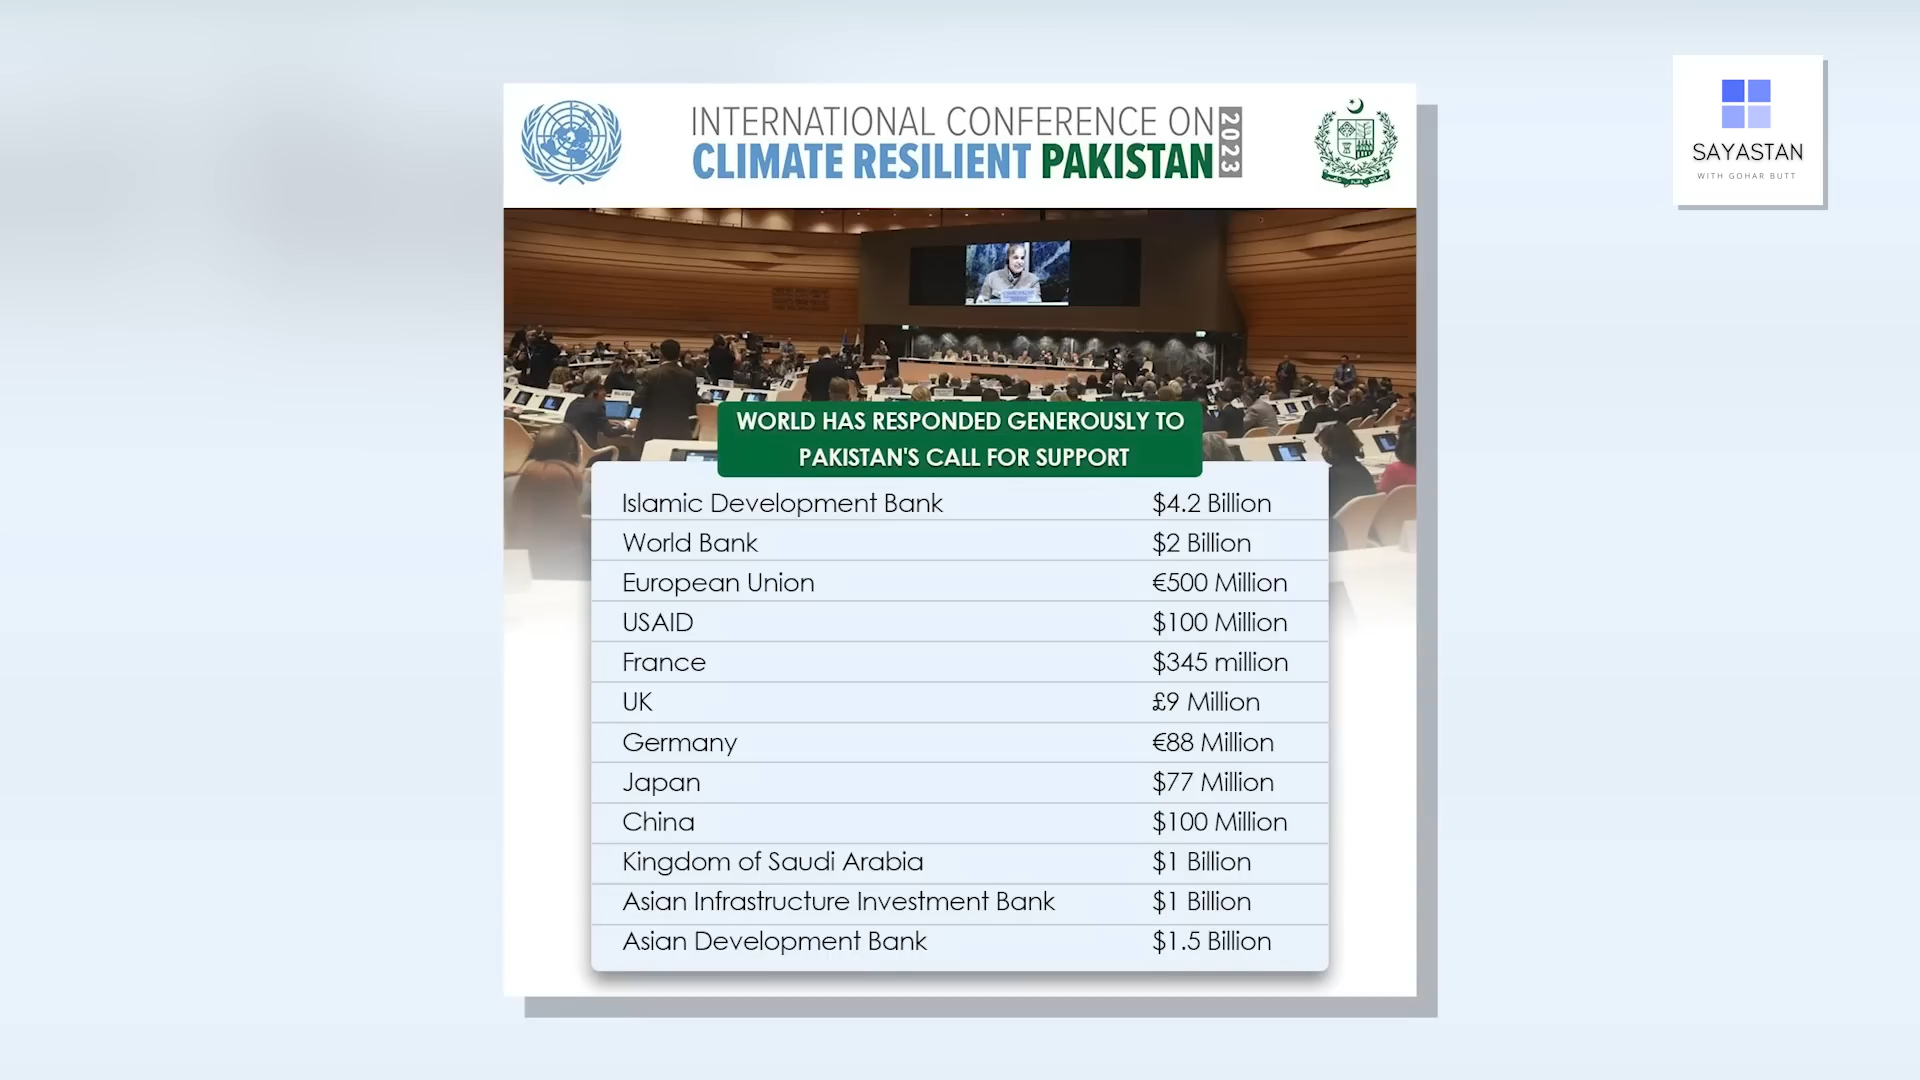 INTERNATIONAL CONFERENCE ON
CLIMATE RESILIENT PAKISTAN
2023
SAYASTAN
WITH GOHAR BUTT
WORLD HAS RESPONDED GENEROUSLY TO
PAKISTAN'S CALL FOR SUPPORT
Islamic Development Bank $4.2 Billion
World Bank $2 Billion
European Union €500 Million
USAID $100 Million
France $345 million
UK £9 Million
Germany €88 Million
Japan $77 Million
China $100 Million
Kingdom of Saudi Arabia $1 Billion
Asian Infrastructure Investment Bank $1 Billion
Asian Development Bank $1.5 Billion